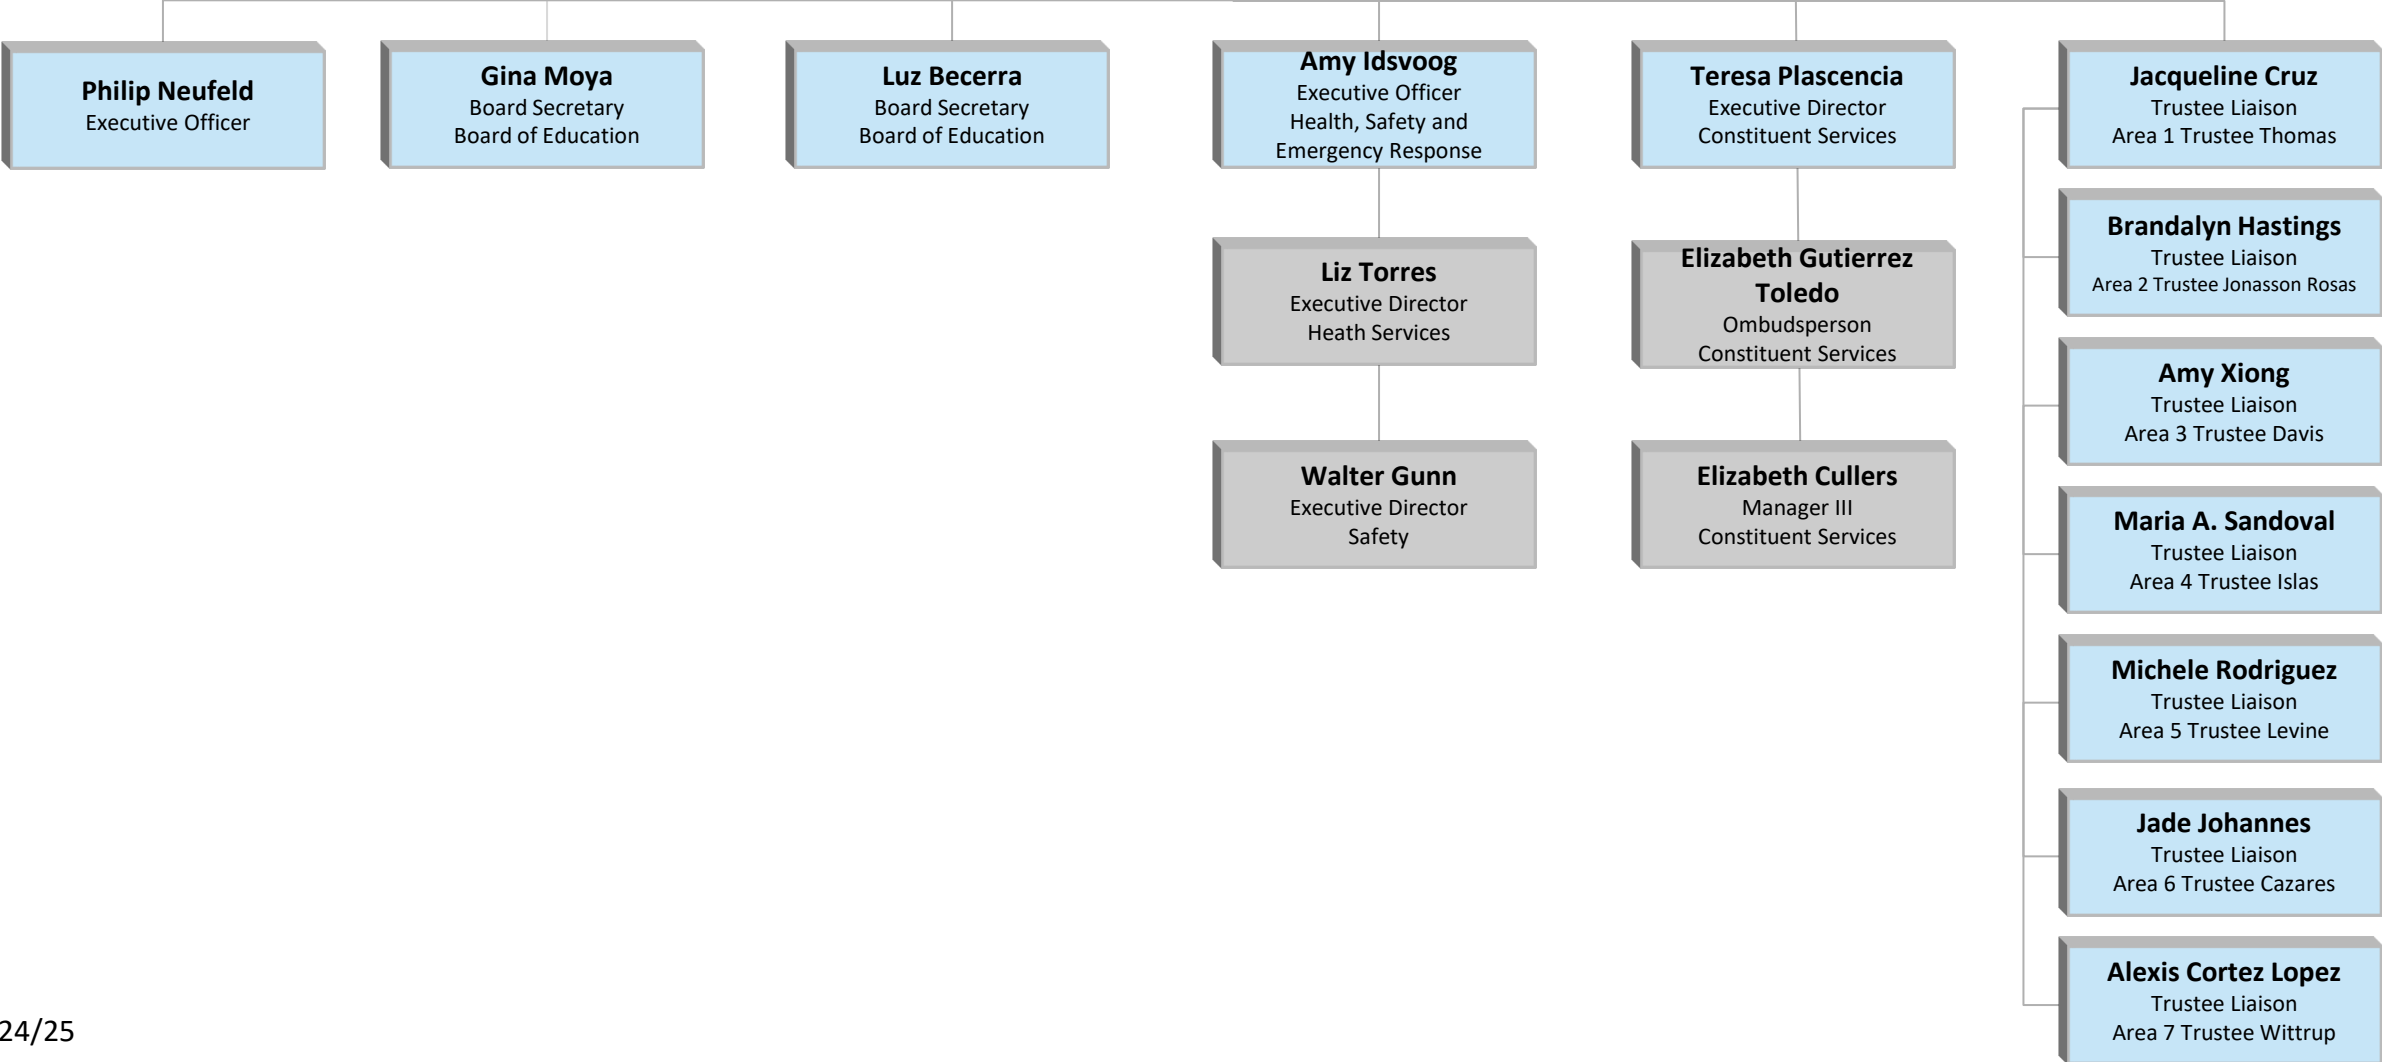 Philip Neufeld
Executive Officer
Gina Moya
Board Secretary
Board of Education
Luz Becerra
Board Secretary
Board of Education
Amy Idsvoog
Executive Officer
Health, Safety and
Emergency Response
Teresa Plascencia
Executive Director
Constituent Services
Jacqueline Cruz
Trustee Liaison
Area 1 Trustee Thomas
Brandalyn Hastings
Trustee Liaison
Area 2 Trustee Jonasson Rosas
Liz Torres
Executive Director
Heath Services
Elizabeth Gutierrez
Toledo
Ombudsperson
Constituent Services
Amy Xiong
Trustee Liaison
Area 3 Trustee Davis
Walter Gunn
Executive Director
Safety
Elizabeth Cullers
Manager III
Constituent Services
Maria A. Sandoval
Trustee Liaison
Area 4 Trustee Islas
Michele Rodriguez
Trustee Liaison
Area 5 Trustee Levine
Jade Johannes
Trustee Liaison
Area 6 Trustee Cazares
Alexis Cortez Lopez
Trustee Liaison
Area 7 Trustee Wittrup
24/25